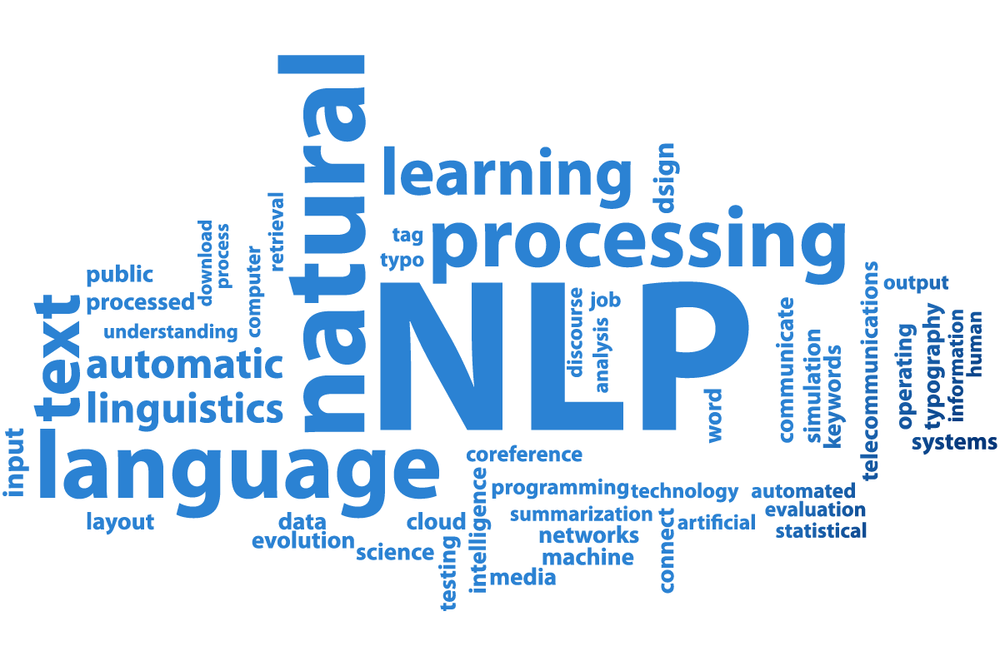 natural
learning
dsign
tag
processing
typo
retrieval
download
process
computer
public
processed
understanding
text
automatic
linguistics
NLP
discourse
job
analysis
word
communicate
simulation
keywords
telecommunications
output
operating
typography
information
human
systems
input
language
coreference
intelligence
programming
technology
automated
summarization
evaluation
layout
data
cloud
networks
connect
artificial
statistical
evolution
science
testing
machine
media